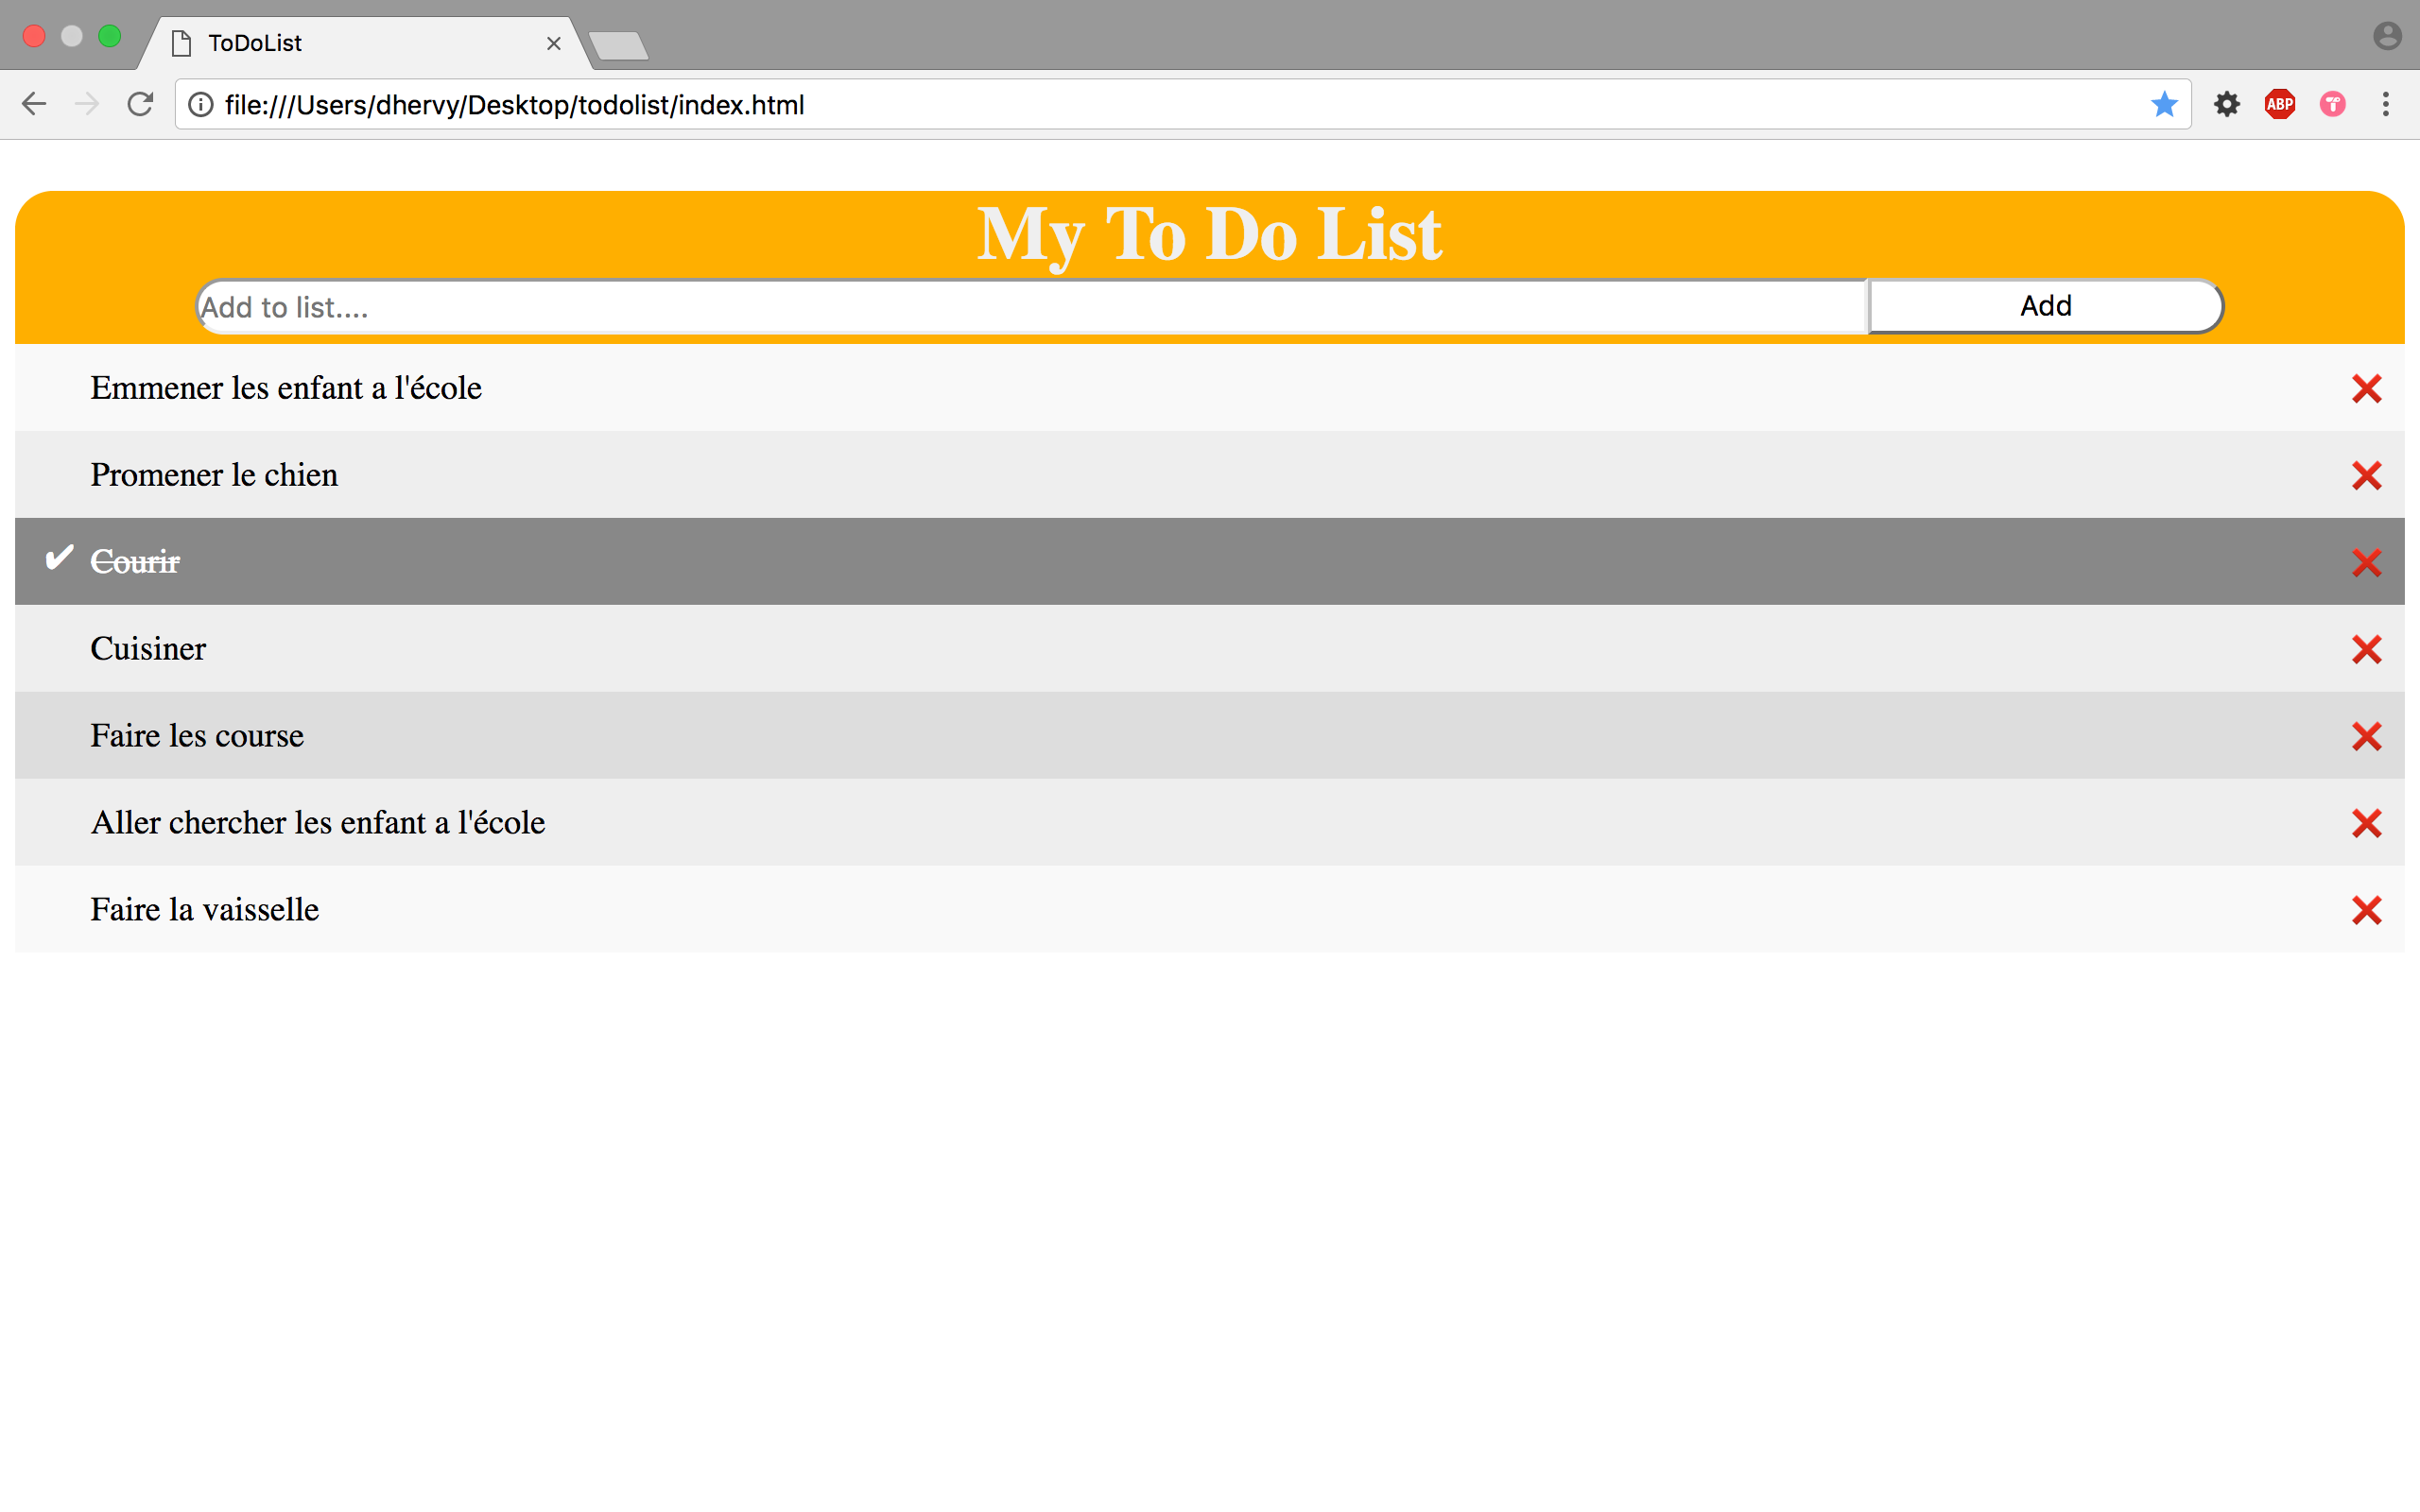 ToDoList
file:///Users/dhervy/Desktop/todolist/index.html
ABP
My To Do List
Add to list....
Add
Emmener les enfant a l'école
Promener le chien
Courir
Cuisiner
Faire les course
Aller chercher les enfant a l'école
Faire la vaisselle